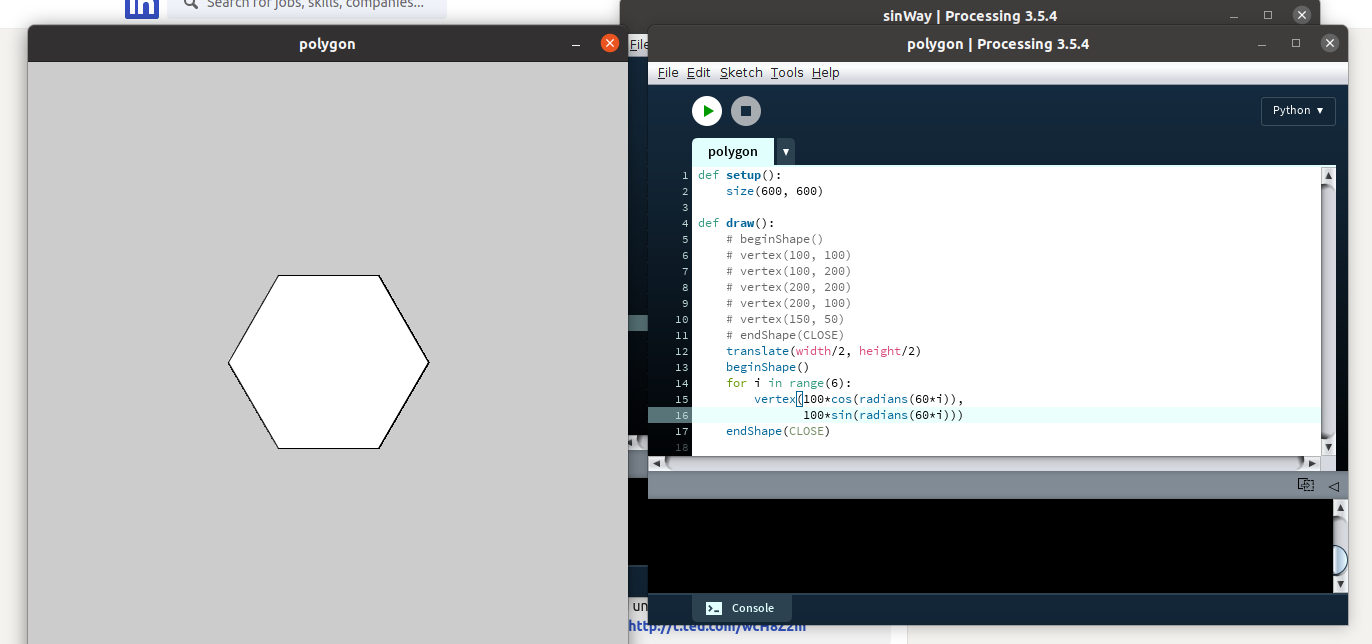 in
Search for jobs, skills, companies...
sinWay | Processing 3.5.4
polygon
File
polygon | Processing 3.5.4
File Edit Sketch Tools Help
Python
polygon
1 def setup():
2     size(600, 600)
3
4 def draw():
5     # beginShape()
6     # vertex(100, 100)
7     # vertex(100, 200)
8     # vertex(200, 200)
9     # vertex(200, 100)
10     # vertex(150, 50)
11     # endShape(CLOSE)
12     translate(width/2, height/2)
13     beginShape()
14     for i in range(6):
15         vertex(100*cos(radians(60*i)),
16                100*sin(radians(60*i)))
17     endShape(CLOSE)
18
un
Console
http://t.ted.com/wcH8Zzm